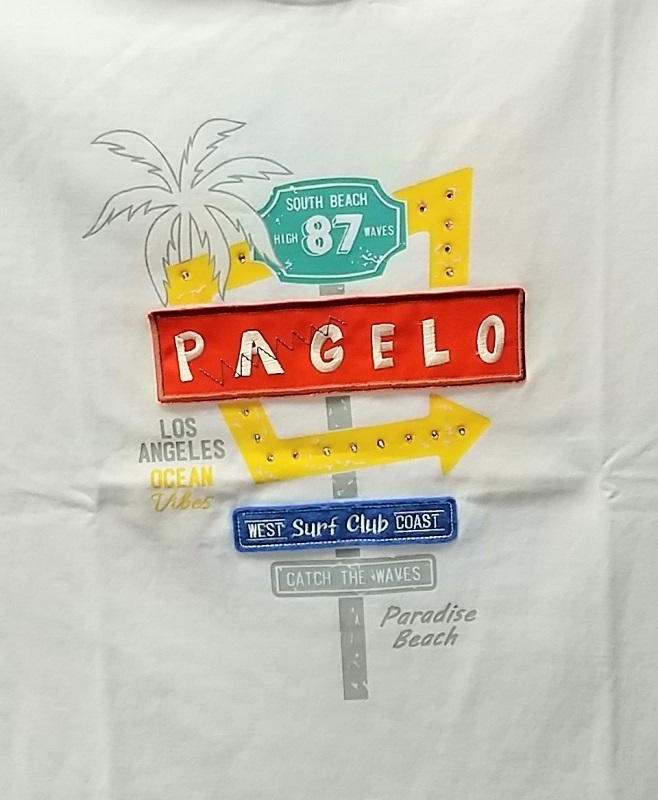 SOUTH BEACH
HIGH 87 WAVES
PAGELO
LOS
ANGELES
OCEAN
Vibes
WEST Surf Club COAST
CATCH THE WAVES
Paradise
Beach